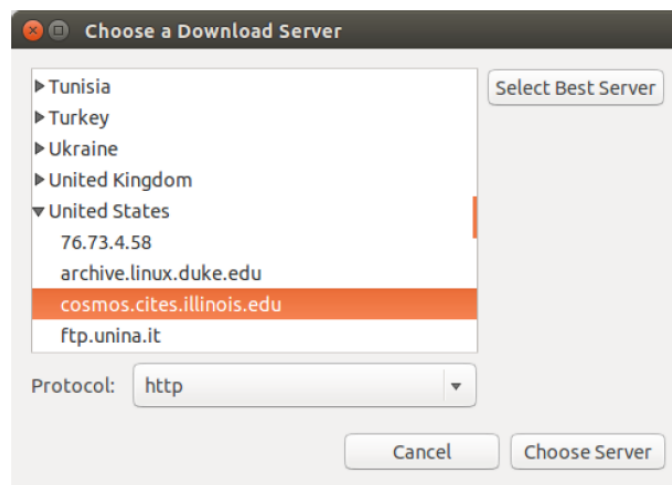 Choose a Download Server
Tunisia
Select Best Server
Turkey
Ukraine
United Kingdom
United States
76.73.4.58
archive.linux.duke.edu
cosmos.cites.illinois.edu
ftp.unina.it
Protocol: http
Cancel Choose Server